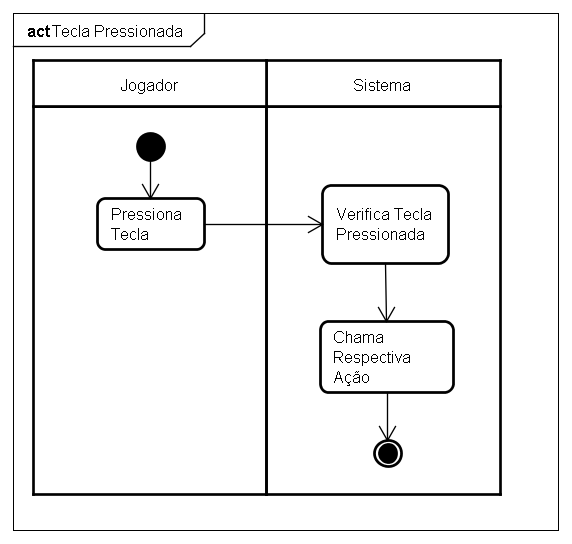 act Tecla Pressionada
Jogador
Sistema
Pressiona
Tecla
Verifica Tecla
Pressionada
Chama
Respectiva
Ação